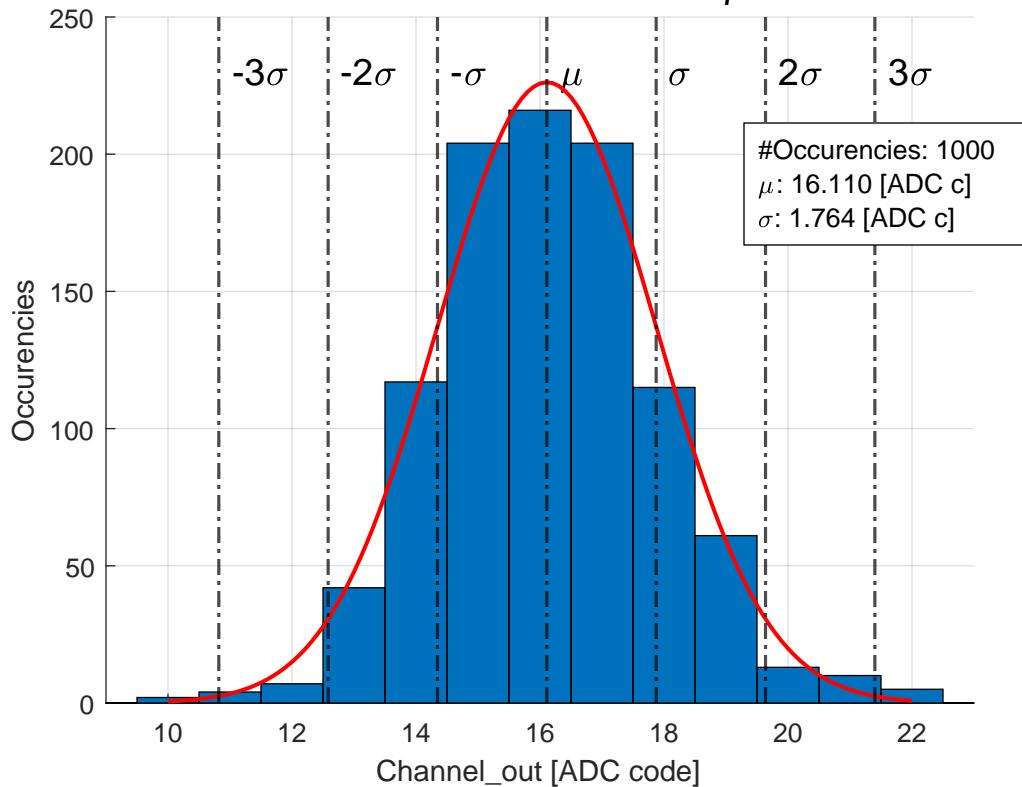 250
-3σ -2σ -σ μ σ 2σ 3σ
200
#Occurencies: 1000
μ: 16.110 [ADC c]
σ: 1.764 [ADC c]
150
Occurencies
100
50
0
10 12 14 16 18 20 22
Channel_out [ADC code]